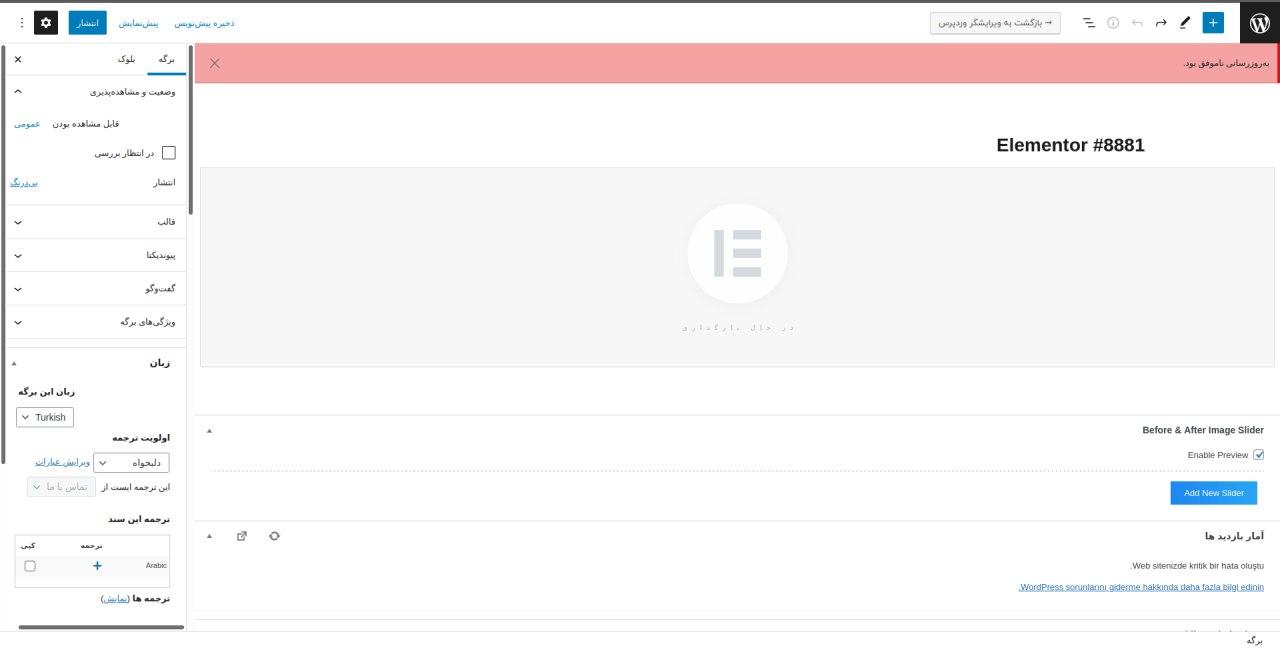 → بازگشت به ویرایشگر وردپرس
ذخیره پیش‌نویس
پیش‌نمایش
انتشار
به‌روزرسانی ناموفق بود.
Elementor #8881
در حال بارگذاری
Before & After Image Slider
Enable Preview
Add New Slider
آمار بازدید ها
Web sitenizde kritik bir hata oluştu.
WordPress sorunlarını giderme hakkında daha fazla bilgi edinin.
برگه
برگه
بلوک
وضعیت و مشاهده‌پذیری
قابل مشاهده بودن
عمومی
در انتظار بررسی
انتشار
بی‌درنگ
قالب
پیوندیکتا
گفت‌وگو
ویژگی‌های برگه
زبان
زبان این برگه
Turkish
اولویت ترجمه
دلبخواه
ویرایش عبارات
این ترجمه ایست از
تماس با ما
ترجمه این سند
ترجمه
کپی
Arabic
ترجمه ها (نمایش)